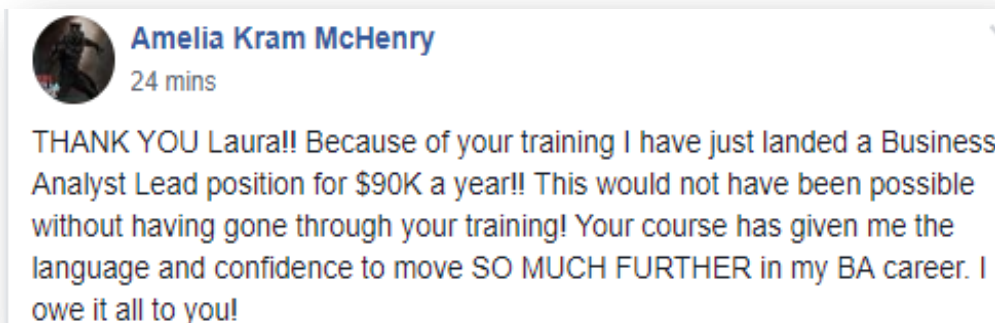 Amelia Kram McHenry
24 mins
THANK YOU Laura!! Because of your training I have just landed a Business
Analyst Lead position for $90K a year!! This would not have been possible
without having gone through your training! Your course has given me the
language and confidence to move SO MUCH FURTHER in my BA career. I
owe it all to you!